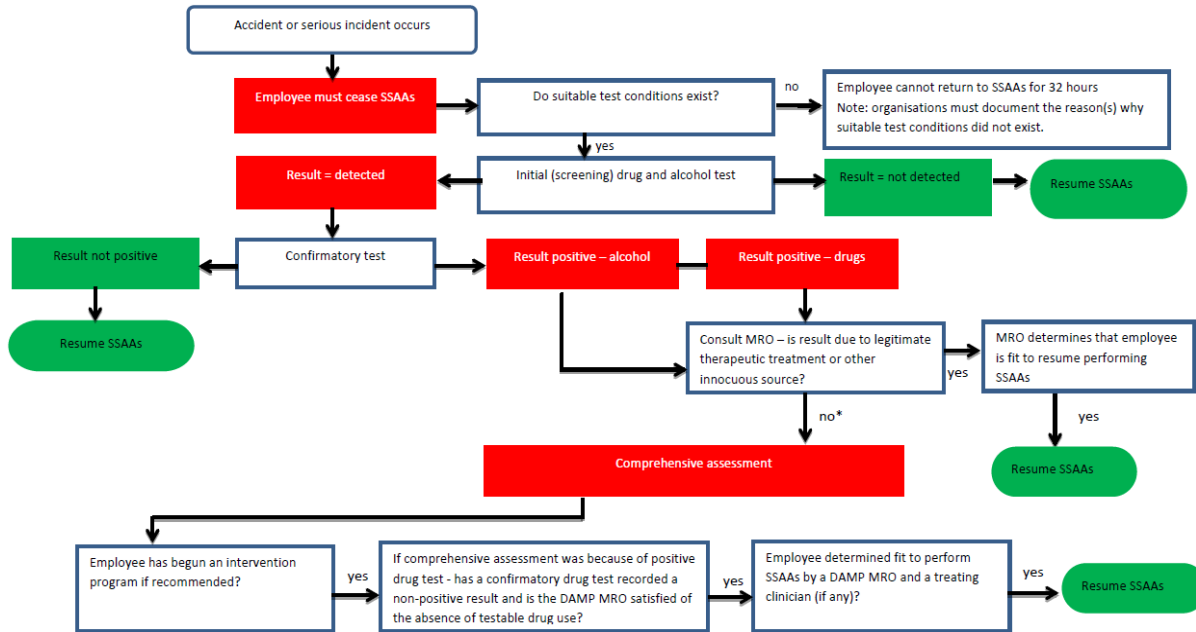 Accident or serious incident occurs
Employee must cease SSAAs
Do suitable test conditions exist?
no
Employee cannot return to SSAAs for 32 hours
Note: organisations must document the reason(s) why
suitable test conditions did not exist.
yes
Result = detected
Initial (screening) drug and alcohol test
Result = not detected
Resume SSAAs
Result not positive
Confirmatory test
Result positive – alcohol
Result positive – drugs
Resume SSAAs
Consult MRO – is result due to legitimate
therapeutic treatment or other
innocuous source?
yes
MRO determines that employee
is fit to resume performing
SSAAs
no*
yes
Comprehensive assessment
Resume SSAAs
Employee has begun an intervention
program if recommended?
yes
If comprehensive assessment was because of positive
drug test - has a confirmatory drug test recorded a
non-positive result and is the DAMP MRO satisfied of
the absence of testable drug use?
yes
Employee determined fit to perform
SSAAs by a DAMP MRO and a treating
clinician (if any)?
yes
Resume SSAAs